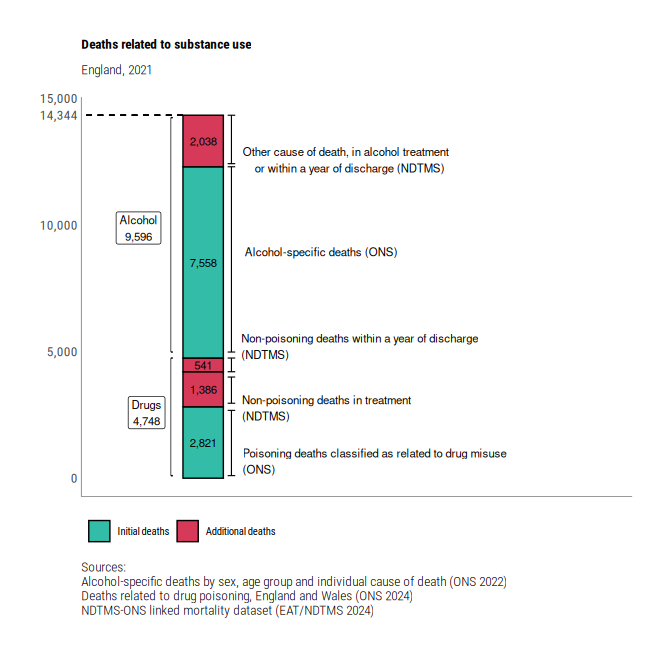 Deaths related to substance use
England, 2021
15,000
14,344
2,038
Other cause of death, in alcohol treatment
or within a year of discharge (NDTMS)
Alcohol
9,596
10,000
Alcohol-specific deaths (ONS)
7,558
Non-poisoning deaths within a year of discharge
(NDTMS)
5,000
541
1,386
Non-poisoning deaths in treatment
(NDTMS)
Drugs
4,748
2,821
Poisoning deaths classified as related to drug misuse
(ONS)
0
Initial deaths
Additional deaths
Sources:
Alcohol-specific deaths by sex, age group and individual cause of death (ONS 2022)
Deaths related to drug poisoning, England and Wales (ONS 2024)
NDTMS-ONS linked mortality dataset (EAT/NDTMS 2024)